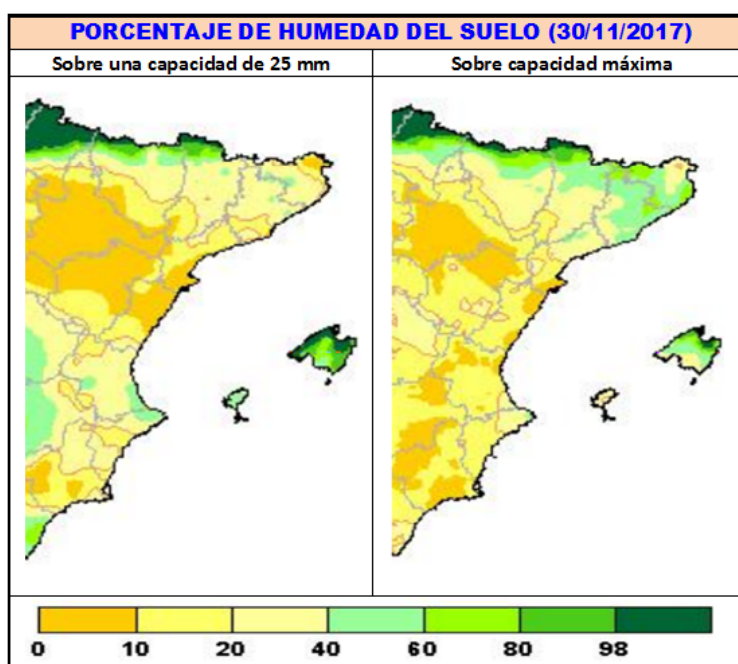 PORCENTAJE DE HUMEDAD DEL SUELO (30/11/2017)
Sobre una capacidad de 25 mm
Sobre capacidad máxima
0 10 20 40 60 80 98